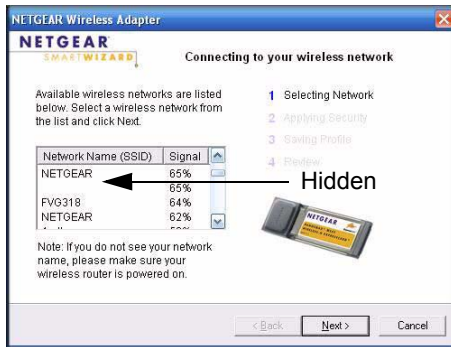 NETGEAR Wireless Adapter
NETGEAR
SMARTWIZARD
Connecting to your wireless network
Available wireless networks are listed
below. Select a wireless network from
the list and click Next.
1 Selecting Network
2 Applying Security
3 Saving Profile
4 Review
Network Name (SSID) Signal
NETGEAR 65%
65%
FVG318 64%
NETGEAR 62%
Hidden
NETGEAR
Note: If you do not see your network
name, please make sure your
wireless router is powered on.
< Back
Next >
Cancel